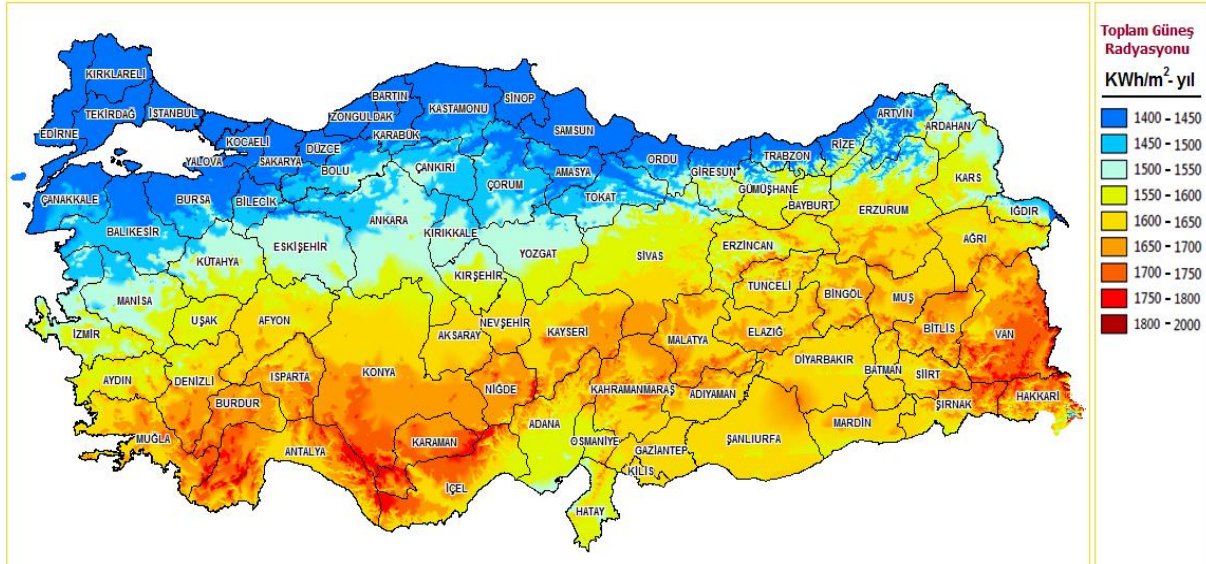 Toplam Güneş
Radyasyonu
KWh/m²- yıl
1400 - 1450
1450 - 1500
1500 - 1550
1550 - 1600
1600 - 1650
1650 - 1700
1700 - 1750
1750 - 1800
1800 - 2000
KIRKLARELİ
TEKİRDAĞ
İSTANBUL
EDİRNE
KOCAELİ
YALOVA
SAKARYA
DÜZCE
ZONGULDAK
BARTIN
KARABÜK
KASTAMONU
SİNOP
SAMSUN
ORDU
GİRESUN
TRABZON
RİZE
ARTVİN
ARDAHAN
ÇANAKKALE
BURSA
BİLECİK
BOLU
ÇANKIRI
ÇORUM
AMASYA
TOKAT
GÜMÜŞHANE
BAYBURT
ERZURUM
KARS
IĞDIR
BALIKESİR
KÜTAHYA
ESKİŞEHİR
ANKARA
KIRIKKALE
YOZGAT
SİVAS
ERZİNCAN
AĞRI
MANİSA
UŞAK
AFYON
KIRŞEHİR
NEVŞEHİR
AKSARAY
KAYSERİ
MALATYA
TUNCELİ
ELAZIĞ
BİNGÖL
MUŞ
BİTLİS
VAN
İZMİR
AYDIN
DENİZLİ
BURDUR
ISPARTA
KONYA
NİĞDE
KAHRAMANMARAŞ
ADIYAMAN
DİYARBAKIR
BATMAN
SİİRT
ŞIRNAK
HAKKARİ
MUĞLA
ANTALYA
KARAMAN
İÇEL
ADANA
OSMANİYE
GAZİANTEP
KİLİS
ŞANLIURFA
MARDİN
HATAY